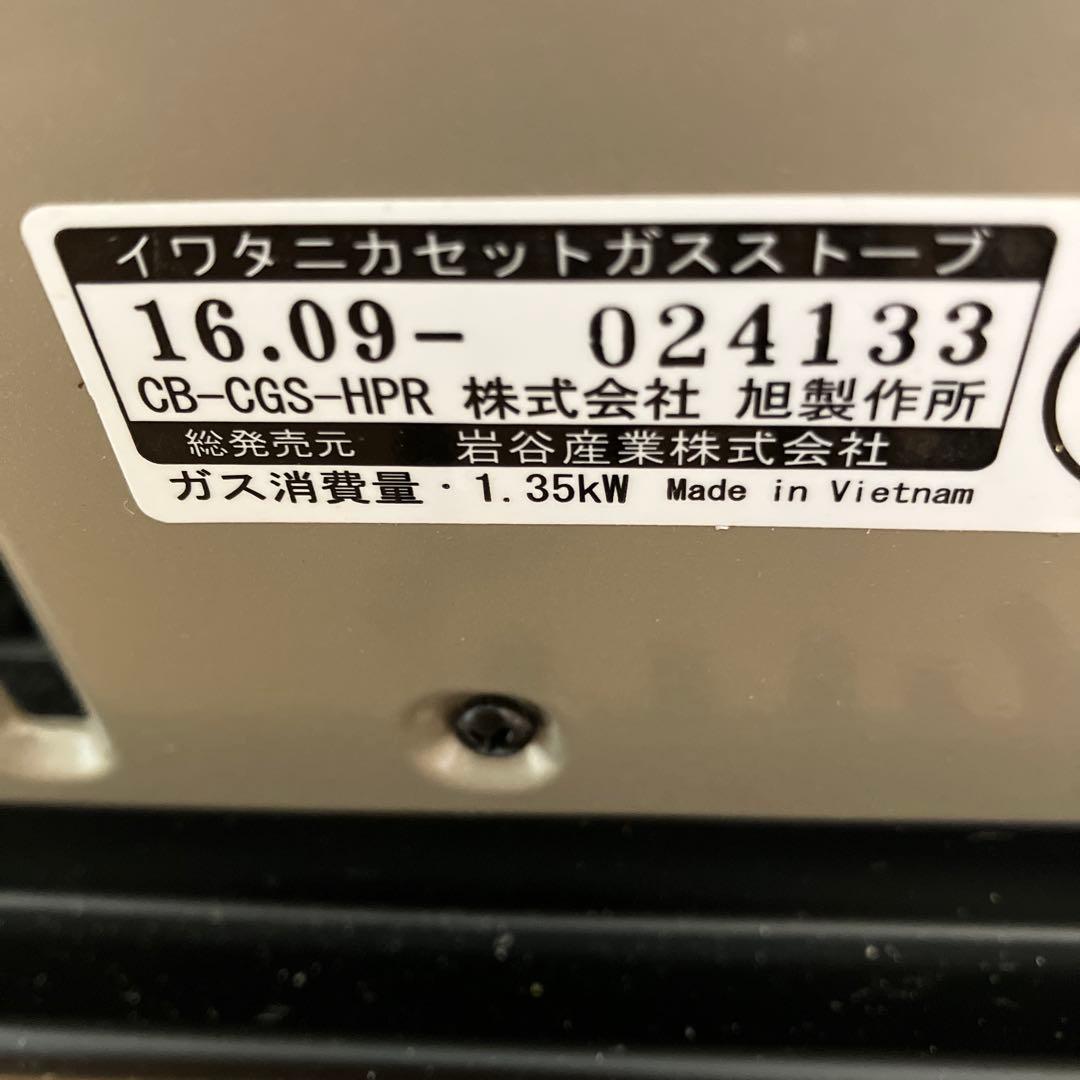 イワタニカセットガスストーブ
16.09- 024133
CB-CGS-HPR 株式会社 旭製作所
総発売元 岩谷産業株式会社
ガス消費量・1.35kW Made in Vietnam